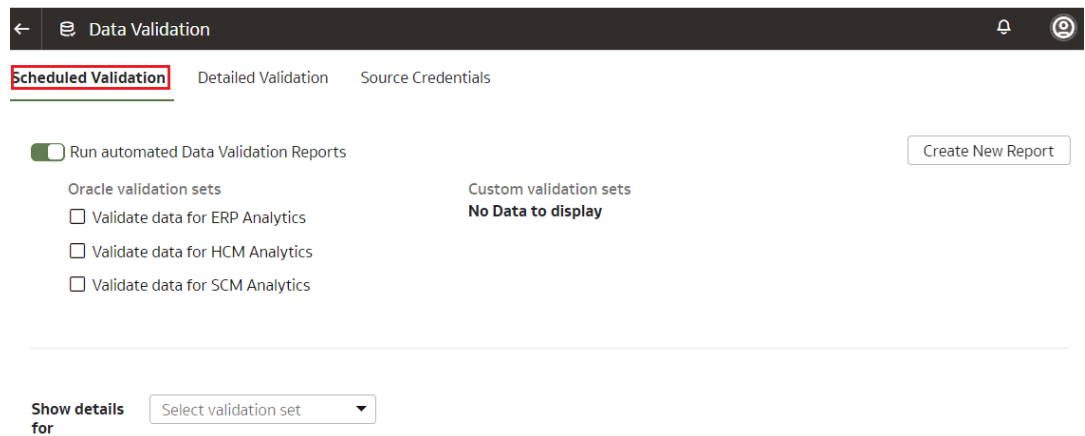 Data Validation
Scheduled Validation Detailed Validation Source Credentials
Run automated Data Validation Reports Create New Report
Oracle validation sets Custom validation sets
Validate data for ERP Analytics No Data to display
Validate data for HCM Analytics
Validate data for SCM Analytics
Show details Select validation set
for